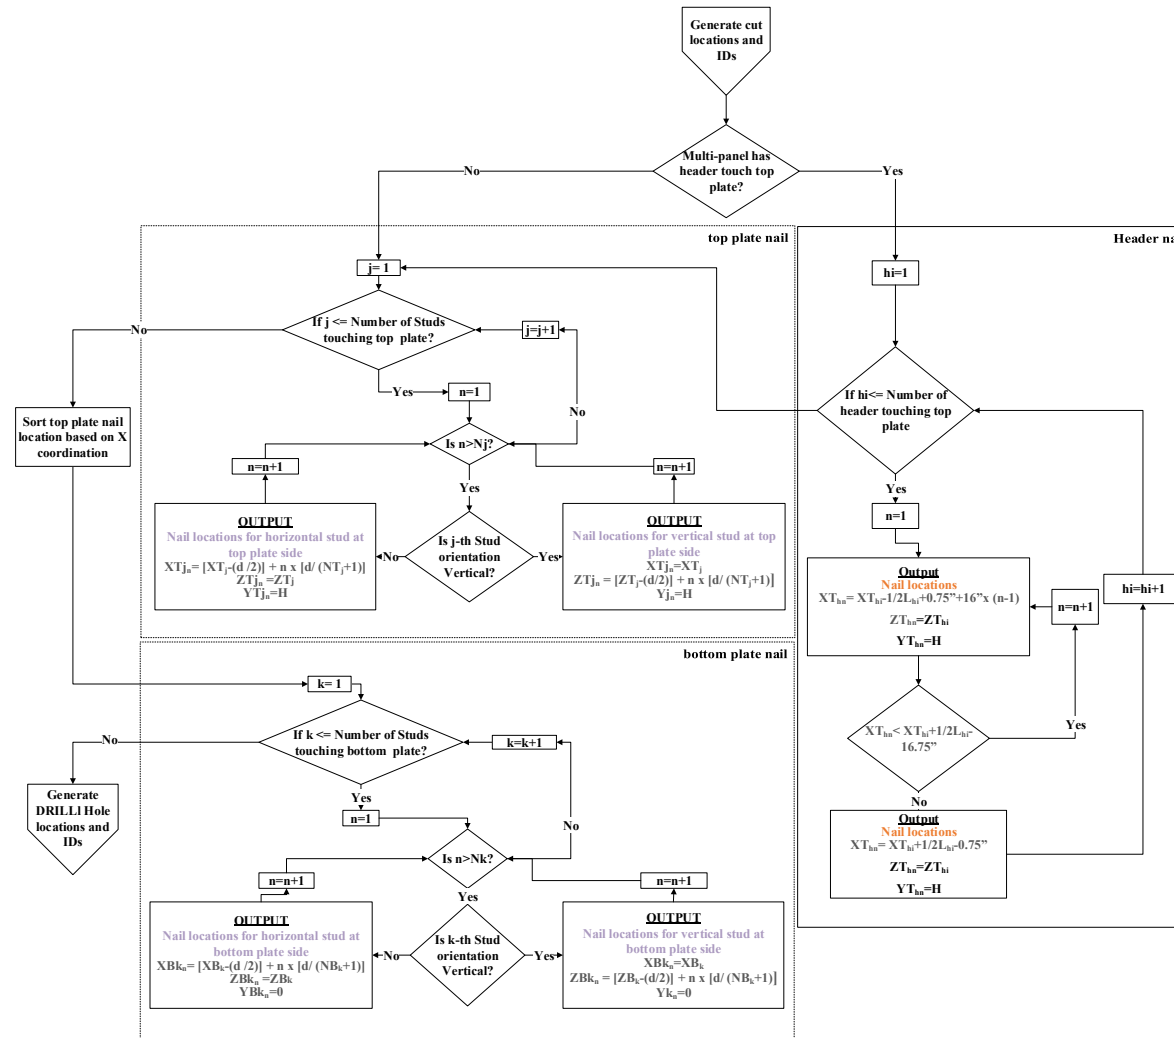 Generate cut
locations and
IDs
Multi-panel has
header touch top
plate?
No
Yes
top plate nail
Header na
j= 1
hi=1
If j <= Number of Studs
touching top plate?
j=j+1
No
Yes
n=1
No
If hi<= Number of
header touching top
plate
Sort top plate nail
location based on X
coordination
Is n>Nj?
n=n+1
n=n+1
Yes
Yes
n=1
OUTPUT
Nail locations for horizontal stud at
top plate side
XTjₙ= [XTⱼ-(d /2)] + n x [d/ (NTⱼ+1)]
ZTjₙ =ZTj
YTjₙ=H
No
Is j-th Stud
orientation
Vertical?
Yes
OUTPUT
Nail locations for vertical stud at top
plate side
XTjₙ=XTⱼ
ZTjₙ = [ZTⱼ-(d/2)] + n x [d/ (NTⱼ+1)]
Yjₙ=H
Output
Nail locations
XTₕₙ= XTₕᵢ-1/2Lₕᵢ+0.75”+16”x (n-1)
ZTₕₙ=ZTₕᵢ
YTₕₙ=H
n=n+1
hi=hi+1
bottom plate nail
k= 1
If k <= Number of Studs
touching bottom plate?
k=k+1
No
XTₕₙ< XTₕᵢ+1/2Lₕᵢ-
16.75”
Yes
No
Generate
DRILLl Hole
locations and
IDs
Yes
n=1
No
Is n>Nk?
n=n+1
n=n+1
Yes
Output
Nail locations
XTₕₙ= XTₕᵢ+1/2Lₕᵢ-0.75”
ZTₕₙ=ZTₕᵢ
YTₕₙ=H
OUTPUT
Nail locations for horizontal stud at
bottom plate side
XBkₙ= [XBₖ-(d /2)] + n x [d/ (NBₖ+1)]
ZBkₙ =ZBk
YBkₙ=0
No
Is k-th Stud
orientation
Vertical?
Yes
OUTPUT
Nail locations for vertical stud at
bottom plate side
XBkₙ=XBₖ
ZBkₙ = [ZBₖ-(d/2)] + n x [d/ (NBₖ+1)]
Ykₙ=0